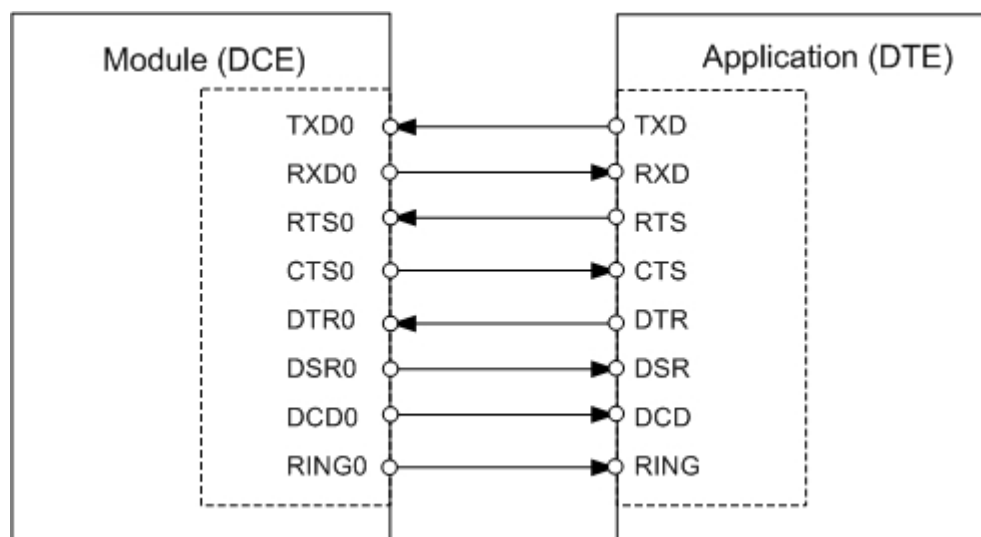 Module (DCE)
Application (DTE)
TXD0
TXD
RXD0
RXD
RTS0
RTS
CTS0
CTS
DTR0
DTR
DSR0
DSR
DCD0
DCD
RING0
RING